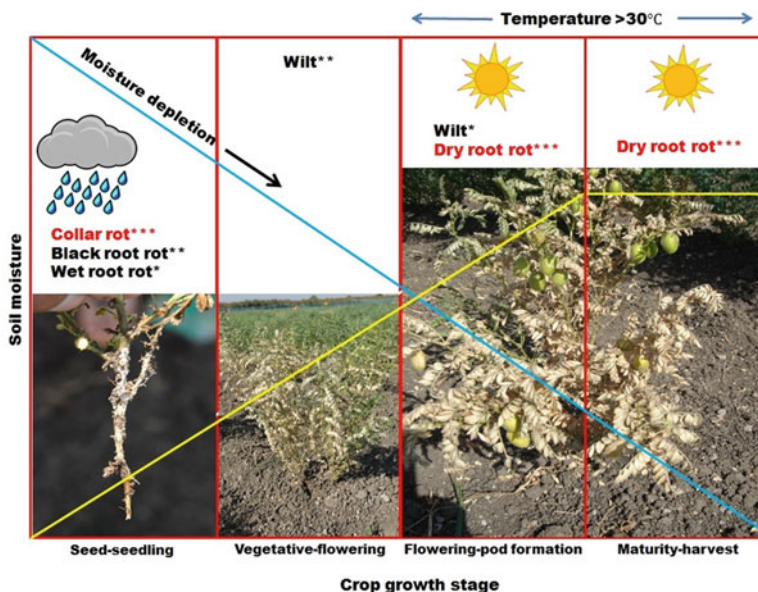 Temperature >30℃
Moisture depletion
Wilt**
Wilt*
Dry root rot***
Dry root rot***
Collar rot***
Black root rot**
Wet root rot*
Soil moisture
Seed-seedling
Vegetative-flowering
Flowering-pod formation
Maturity-harvest
Crop growth stage